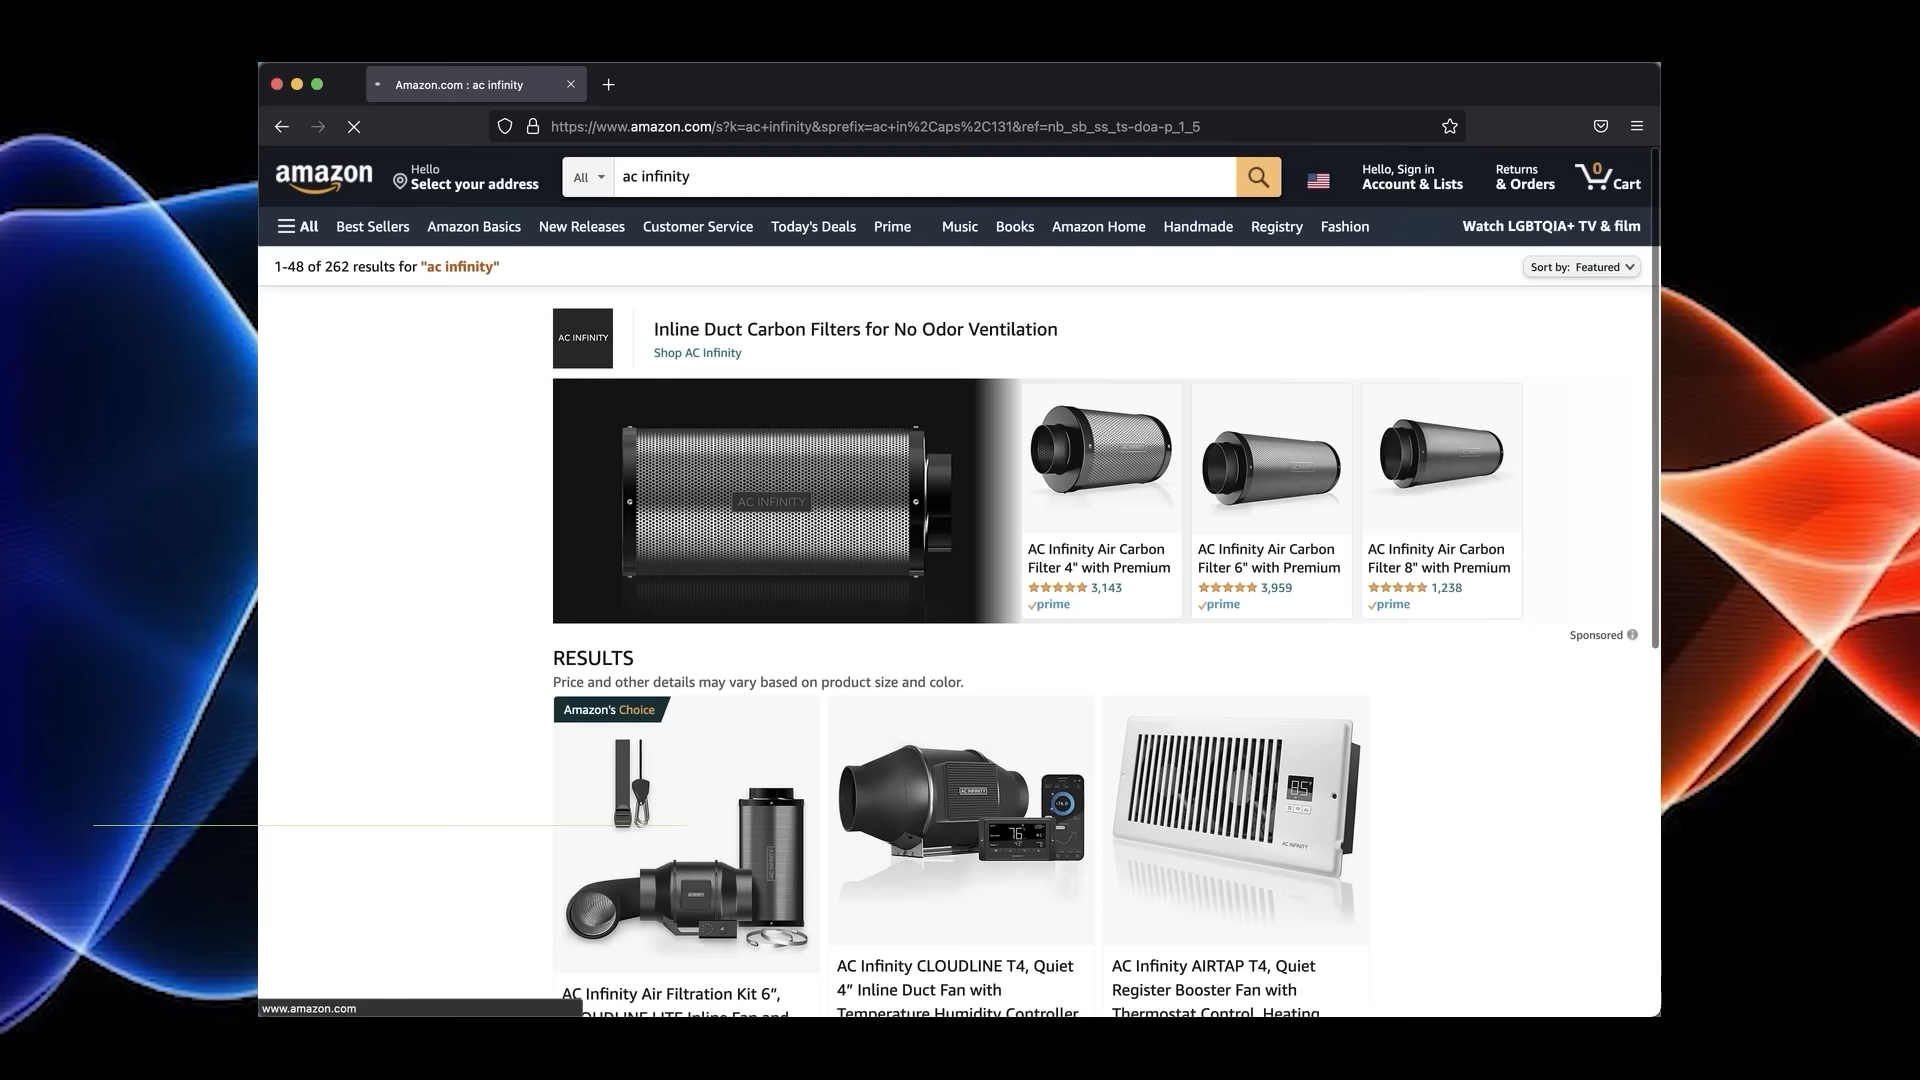 Amazon.com : ac infinity
https://www.amazon.com/s?k=ac+infinity&sprefix=ac+in%2Caps%2C131&ref=nb_sb_ss_ts-doa-p_1_5
amazon
Hello
Select your address
All
ac infinity
Hello, Sign in
Account & Lists
Returns
& Orders
0
Cart
All Best Sellers Amazon Basics New Releases Customer Service Today's Deals Prime Music Books Amazon Home Handmade Registry Fashion Watch LGBTQIA+ TV & film
1-48 of 262 results for "ac infinity"
Sort by: Featured
AC INFINITY
Inline Duct Carbon Filters for No Odor Ventilation
Shop AC Infinity
AC INFINITY
AC Infinity Air Carbon
Filter 4" with Premium
3,143
prime
AC Infinity Air Carbon
Filter 6" with Premium
3,959
prime
AC Infinity Air Carbon
Filter 8" with Premium
1,238
prime
Sponsored
RESULTS
Price and other details may vary based on product size and color.
Amazon's Choice
AC INFINITY
AC INFINITY
76
85°
AC INFINITY
AC Infinity Air Filtration Kit 6”,
CLOUDLINE LITE Inline Fan and
AC Infinity CLOUDLINE T4, Quiet
4” Inline Duct Fan with
Temperature Humidity Controller
AC Infinity AIRTAP T4, Quiet
Register Booster Fan with
Thermostat Control, Heating
www.amazon.com